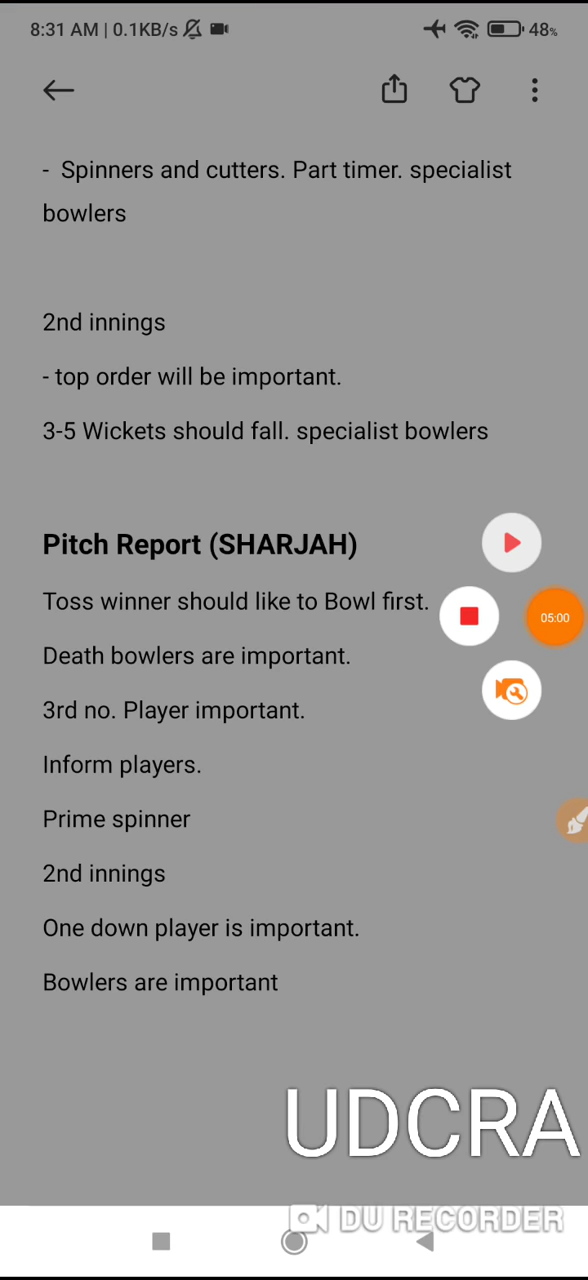 8:31 AM | 0.1KB/s 48%
- Spinners and cutters. Part timer. specialist
bowlers
2nd innings
- top order will be important.
3-5 Wickets should fall. specialist bowlers
Pitch Report (SHARJAH)
Toss winner should like to Bowl first.
05:00
Death bowlers are important.
3rd no. Player important.
Inform players.
Prime spinner
2nd innings
One down player is important.
Bowlers are important
UDCRA
DU RECORDER